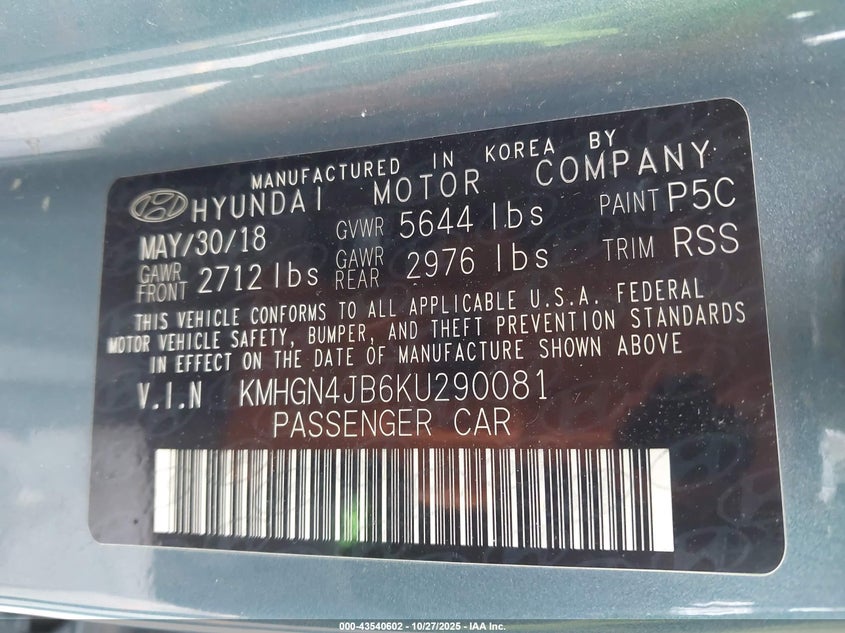 MANUFACTURED IN KOREA BY
HYUNDAI MOTOR COMPANY
MAY/30/18 GVWR 5644 lbs PAINT P5C
GAWR FRONT 2712 lbs GAWR REAR 2976 lbs TRIM RSS
THIS VEHICLE CONFORMS TO ALL APPLICABLE U.S.A. FEDERAL
MOTOR VEHICLE SAFETY, BUMPER, AND THEFT PREVENTION STANDARDS
IN EFFECT ON THE DATE OF MANUFACTURE SHOWN ABOVE
V.I.N KMHGN4JB6KU290081
PASSENGER CAR
000-43540602 - 10/27/2025 - IAA Inc.